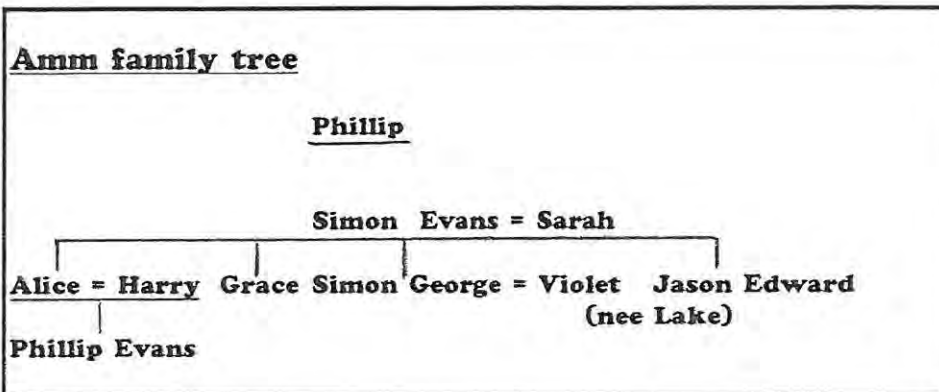 Amm family tree
Phillip
Simon Evans = Sarah
Alice = Harry Grace Simon George = Violet Jason Edward
(nee Lake)
Phillip Evans